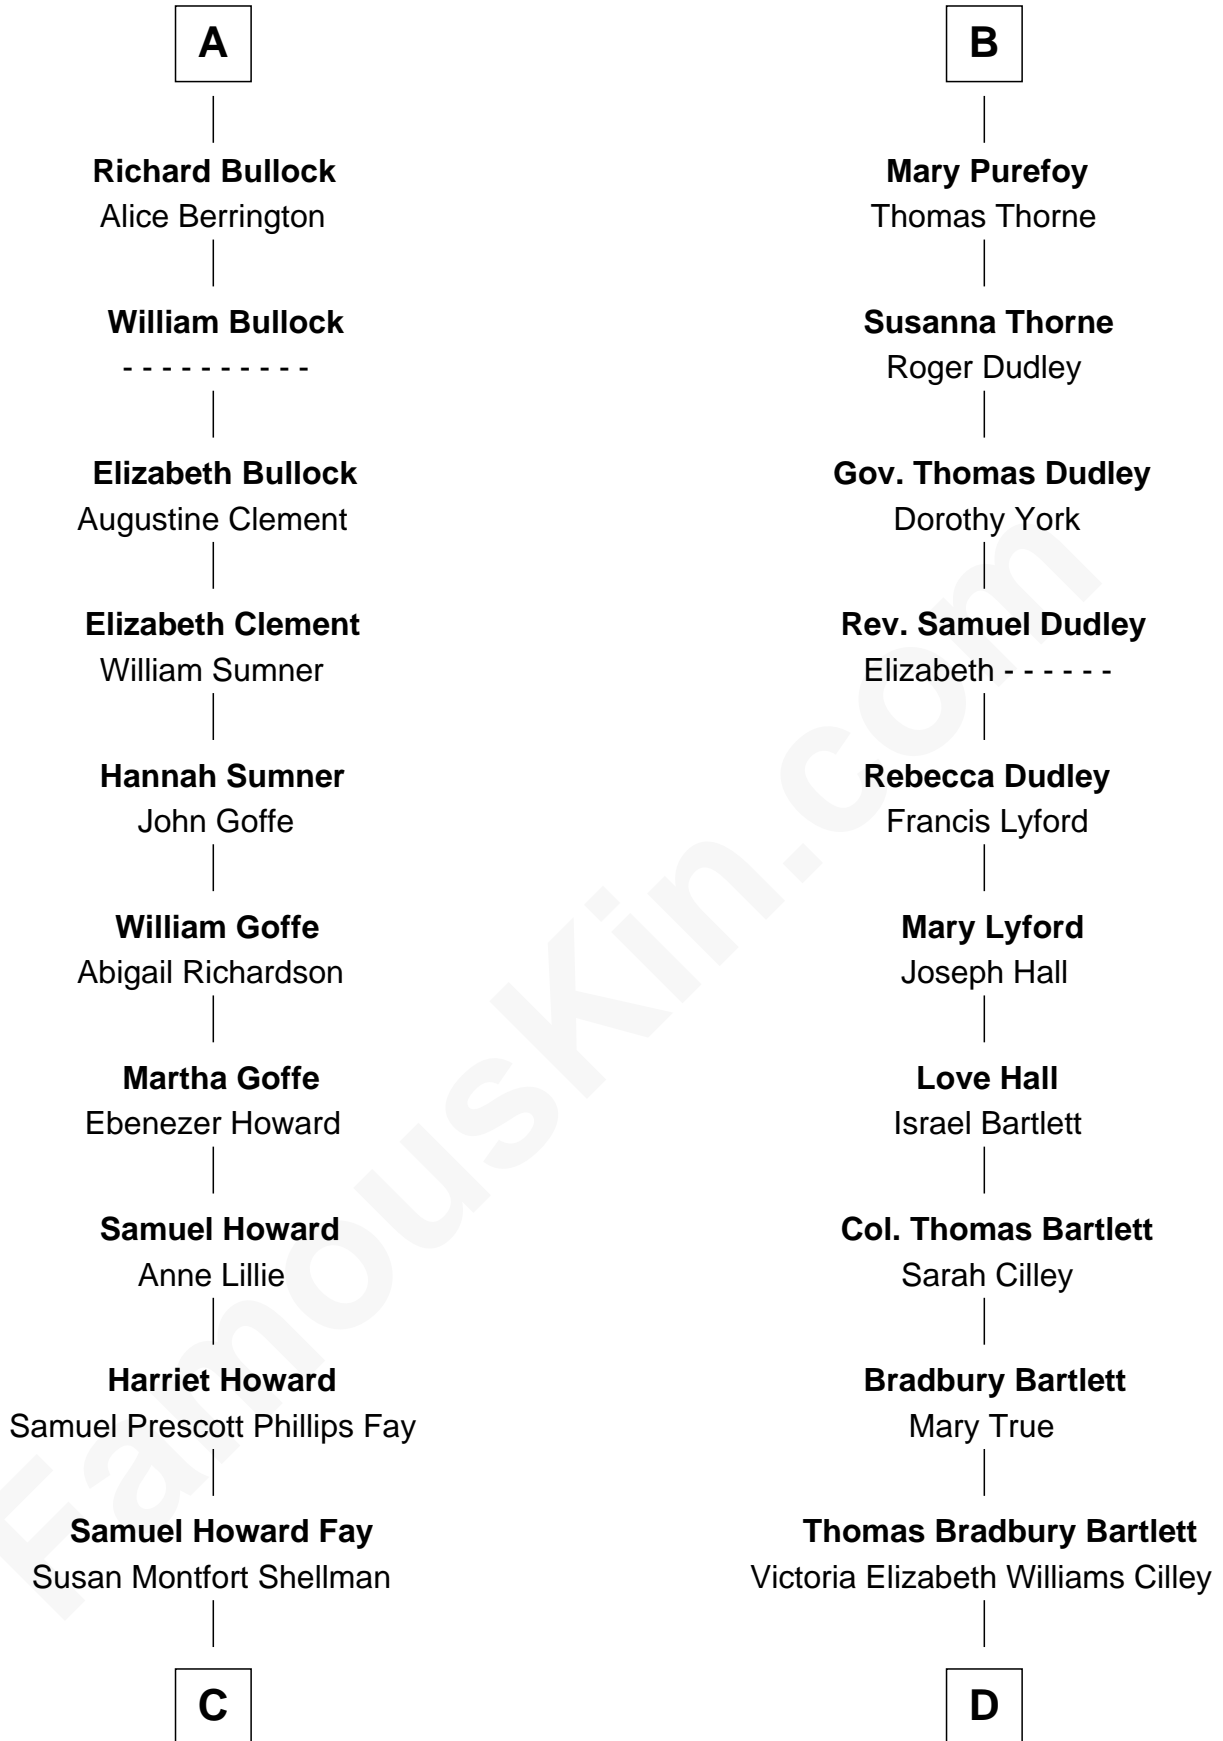 A
Richard Bullock
Alice Berrington
William Bullock
- - - - - - - - - -
Elizabeth Bullock
Augustine Clement
Elizabeth Clement
William Sumner
Hannah Sumner
John Goffe
William Goffe
Abigail Richardson
Martha Goffe
Ebenezer Howard
Samuel Howard
Anne Lillie
Harriet Howard
Samuel Prescott Phillips Fay
Samuel Howard Fay
Susan Montfort Shellman
C
B
Mary Purefoy
Thomas Thorne
Susanna Thorne
Roger Dudley
Gov. Thomas Dudley
Dorothy York
Rev. Samuel Dudley
Elizabeth - - - - - -
Rebecca Dudley
Francis Lyford
Mary Lyford
Joseph Hall
Love Hall
Israel Bartlett
Col. Thomas Bartlett
Sarah Cilley
Bradbury Bartlett
Mary True
Thomas Bradbury Bartlett
Victoria Elizabeth Williams Cilley
D
FamousKin.com